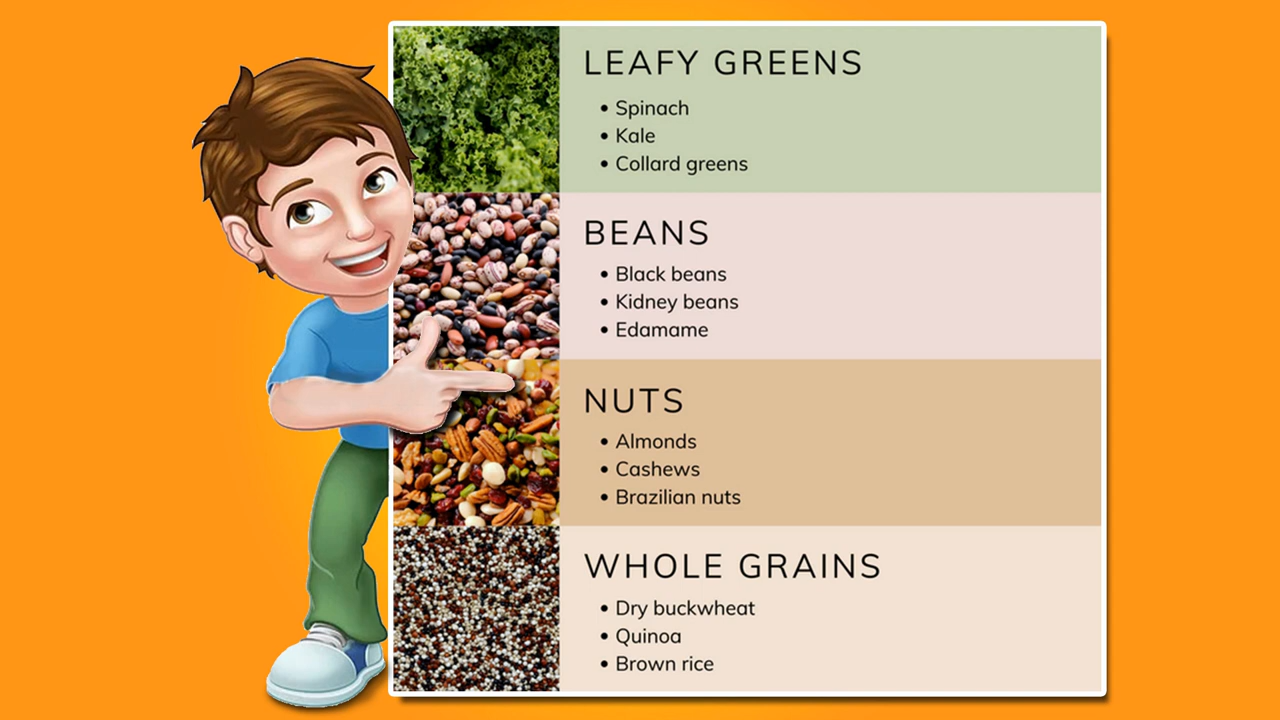 LEAFY GREENS
• Spinach
• Kale
• Collard greens
BEANS
• Black beans
• Kidney beans
• Edamame
NUTS
• Almonds
• Cashews
• Brazilian nuts
WHOLE GRAINS
• Dry buckwheat
• Quinoa
• Brown rice